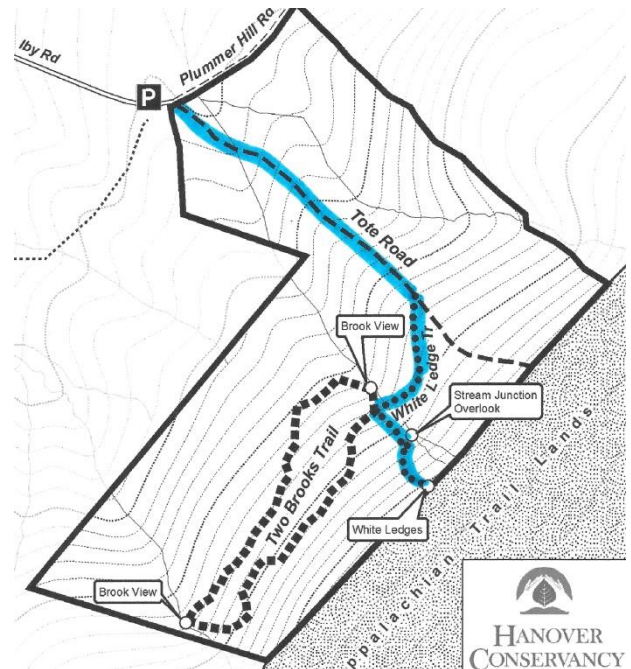 Iby Rd
Plummer Hill Rd
P
Tote Road
Brook View
White Ledge Tr
Stream Junction
Overlook
Two Brooks Trail
White Ledges
Brook View
ppalachian Trail Lands
HANOVER
CONSERVANCY